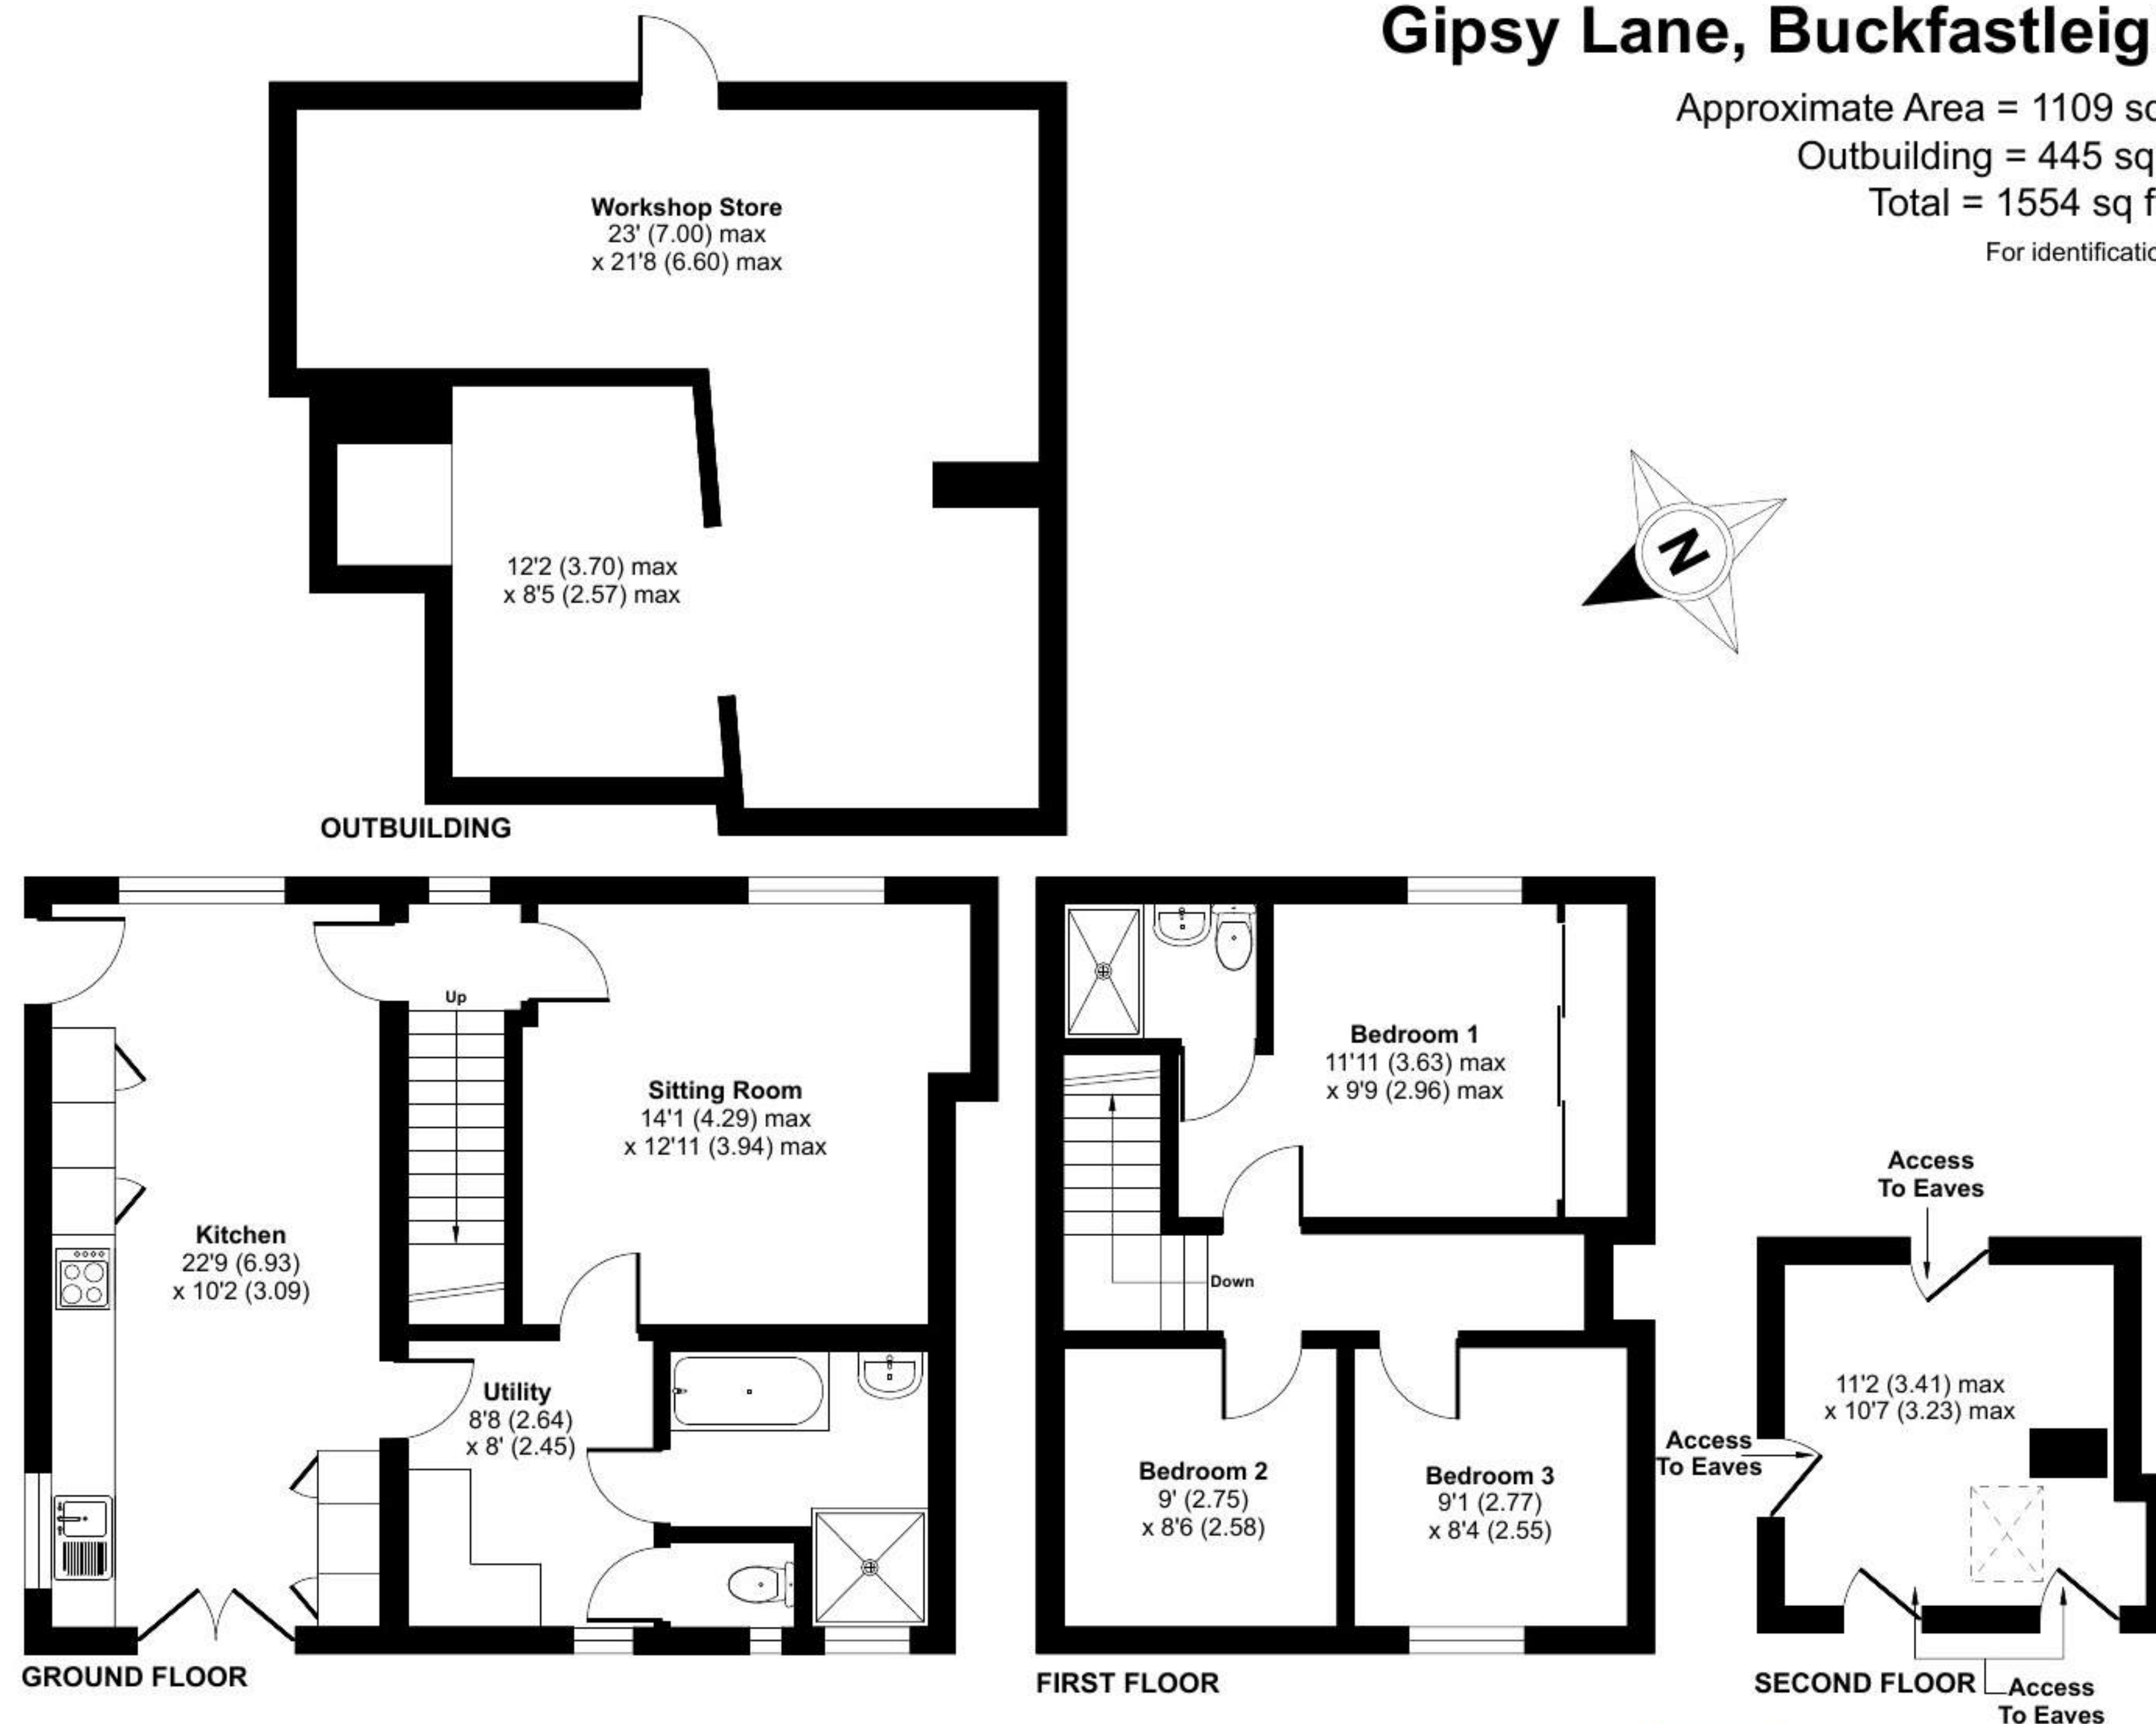 Gipsy Lane, Buckfastleig
Approximate Area = 1109 sq
Outbuilding = 445 sq
Total = 1554 sq f
For identificatio
Workshop Store
23' (7.00) max
x 21'8 (6.60) max
12'2 (3.70) max
x 8'5 (2.57) max
N
OUTBUILDING
Up
Sitting Room
14'1 (4.29) max
x 12'11 (3.94) max
Kitchen
22'9 (6.93)
x 10'2 (3.09)
Utility
8'8 (2.64)
x 8' (2.45)
GROUND FLOOR
Bedroom 1
11'11 (3.63) max
x 9'9 (2.96) max
Down
Bedroom 2
9' (2.75)
x 8'6 (2.58)
Bedroom 3
9'1 (2.77)
x 8'4 (2.55)
FIRST FLOOR
Access
To Eaves
11'2 (3.41) max
x 10'7 (3.23) max
Access
To Eaves
SECOND FLOOR
Access
To Eaves